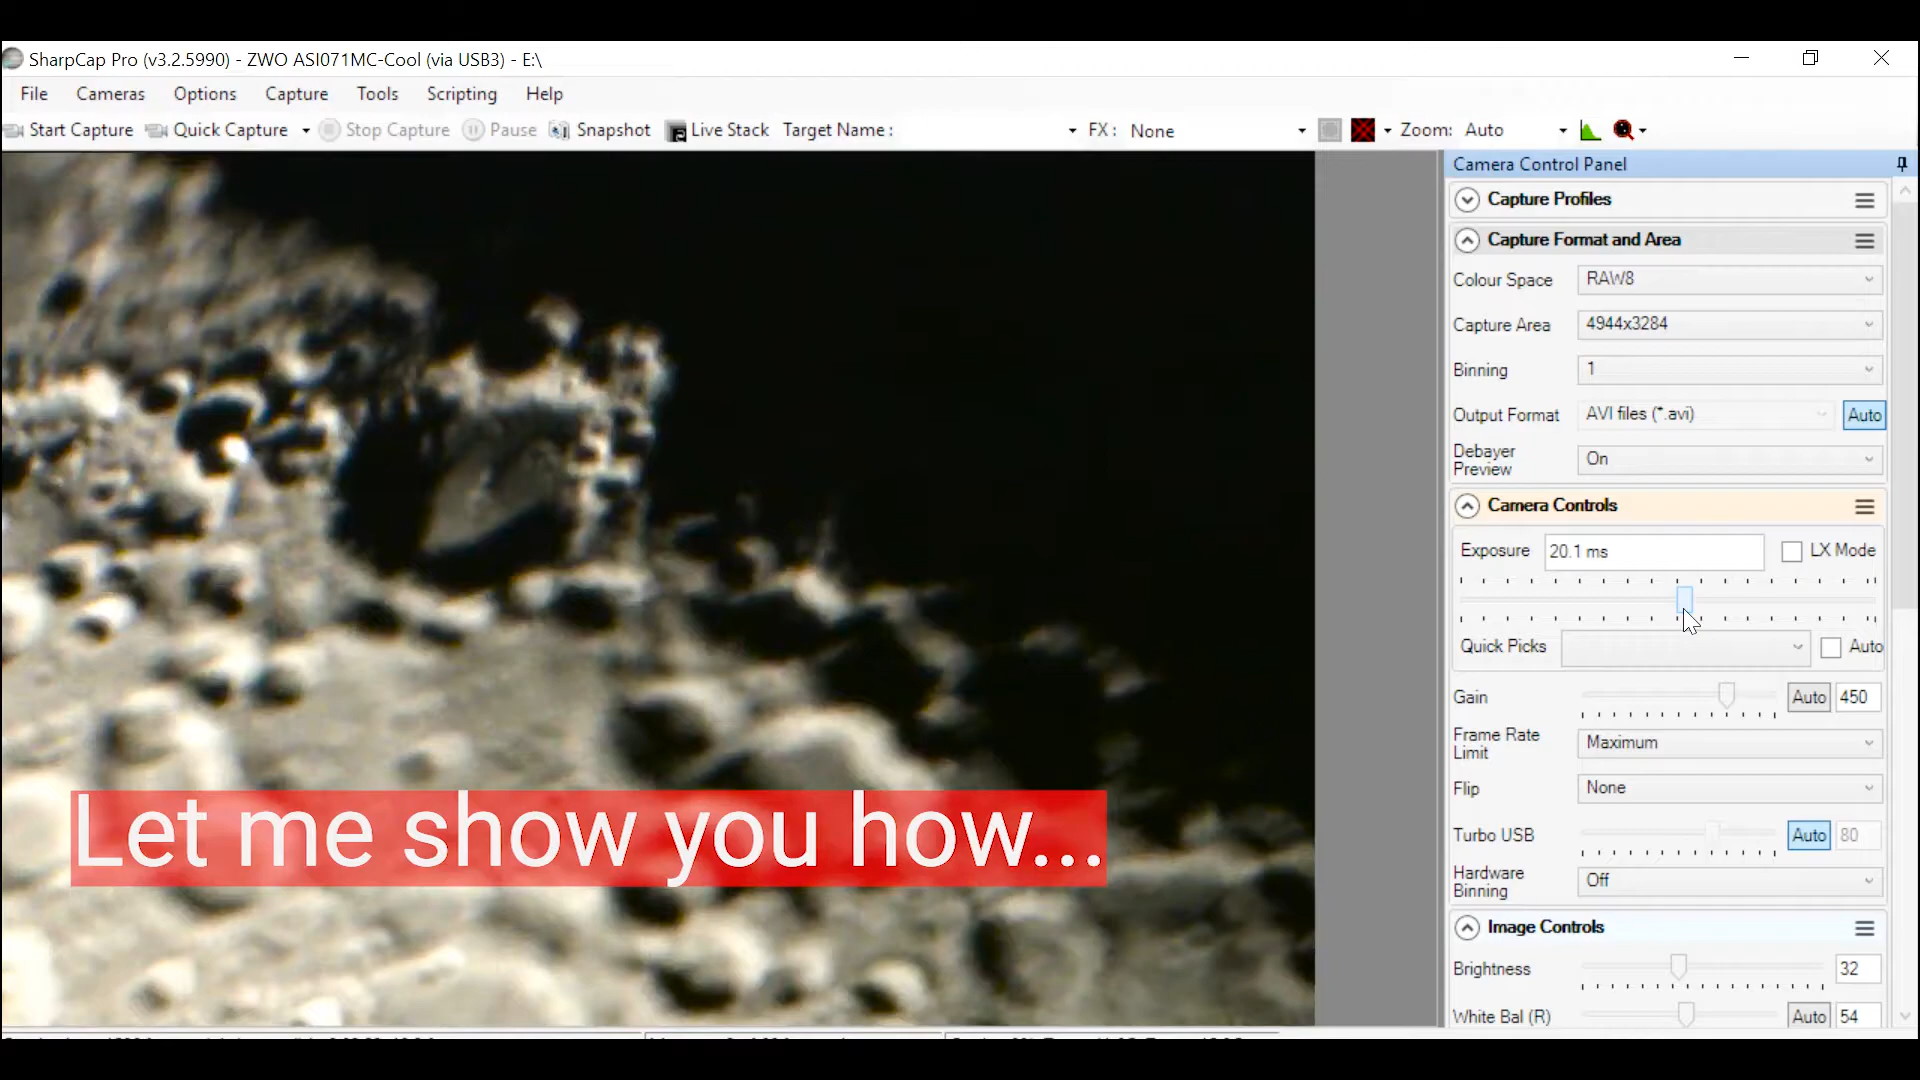 SharpCap Pro (v3.2.5990) - ZWO ASI071MC-Cool (via USB3) - E:\
File Cameras Options Capture Tools Scripting Help
Start Capture Quick Capture Stop Capture Pause Snapshot Live Stack Target Name : FX : None Zoom: Auto
Camera Control Panel
Capture Profiles
Capture Format and Area
Colour Space RAW8
Capture Area 4944x3284
Binning 1
Output Format AVI files (*.avi) Auto
Debayer
Preview
On
Camera Controls
Exposure 20.1 ms LX Mode
Quick Picks Auto
Gain Auto 450
Frame Rate
Limit
Maximum
Flip None
Turbo USB Auto 80
Hardware
Binning
Off
Image Controls
Brightness 32
White Bal (R) Auto 54
Let me show you how...